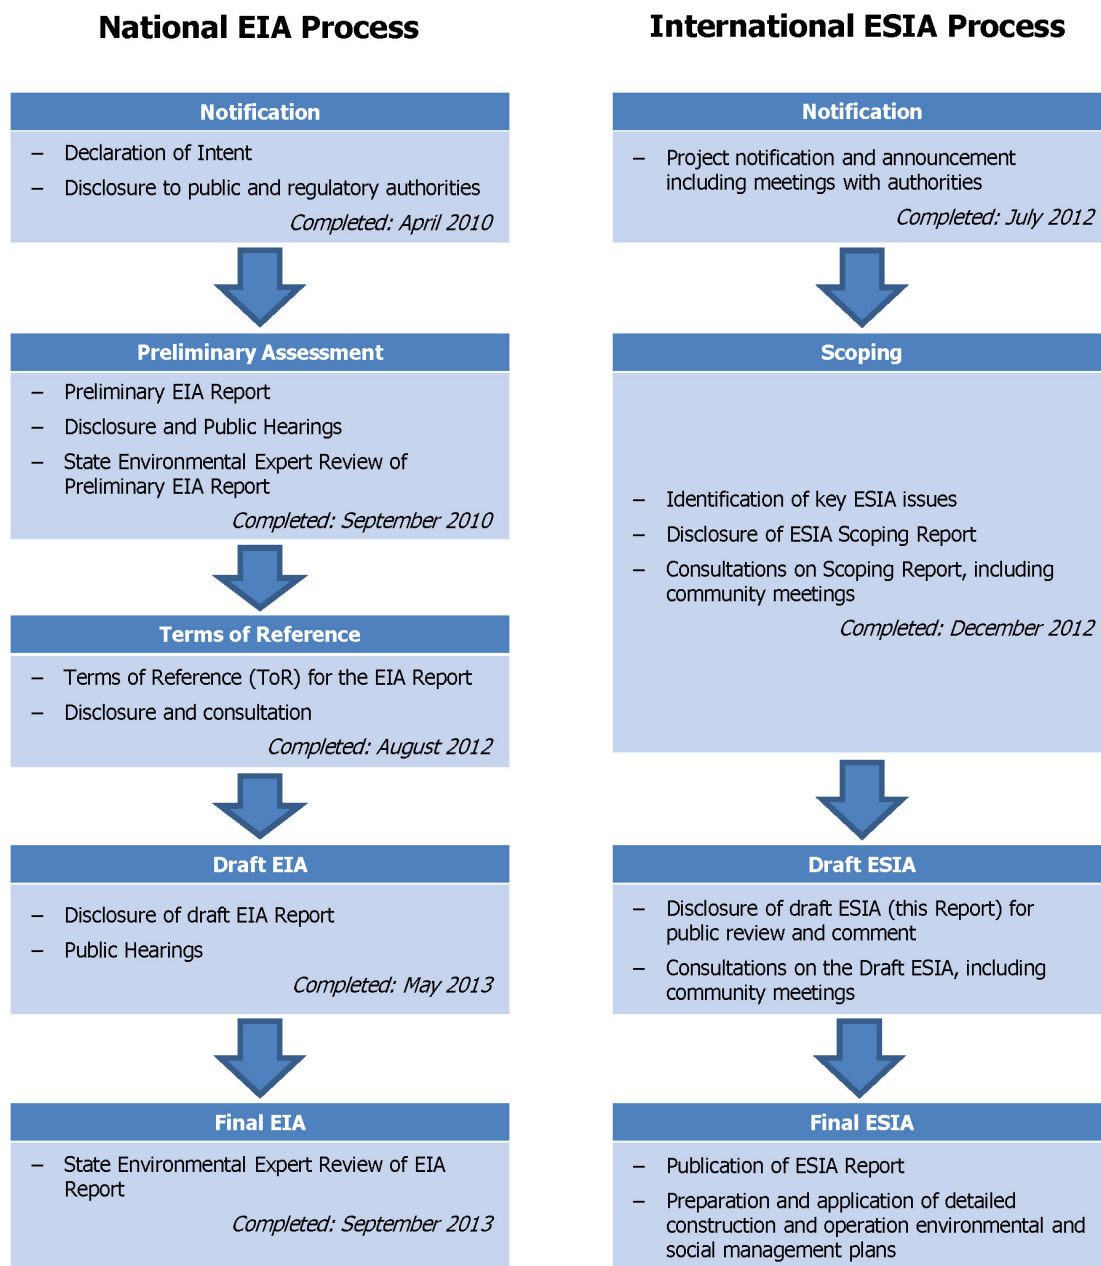 National EIA Process
Notification
– Declaration of Intent
– Disclosure to public and regulatory authorities
Completed: April 2010
Preliminary Assessment
– Preliminary EIA Report
– Disclosure and Public Hearings
– State Environmental Expert Review of
Preliminary EIA Report
Completed: September 2010
Terms of Reference
– Terms of Reference (ToR) for the EIA Report
– Disclosure and consultation
Completed: August 2012
Draft EIA
– Disclosure of draft EIA Report
– Public Hearings
Completed: May 2013
Final EIA
– State Environmental Expert Review of EIA
Report
Completed: September 2013
International ESIA Process
Notification
– Project notification and announcement
including meetings with authorities
Completed: July 2012
Scoping
– Identification of key ESIA issues
– Disclosure of ESIA Scoping Report
– Consultations on Scoping Report, including
community meetings
Completed: December 2012
Draft ESIA
– Disclosure of draft ESIA (this Report) for
public review and comment
– Consultations on the Draft ESIA, including
community meetings
Final ESIA
– Publication of ESIA Report
– Preparation and application of detailed
construction and operation environmental and
social management plans